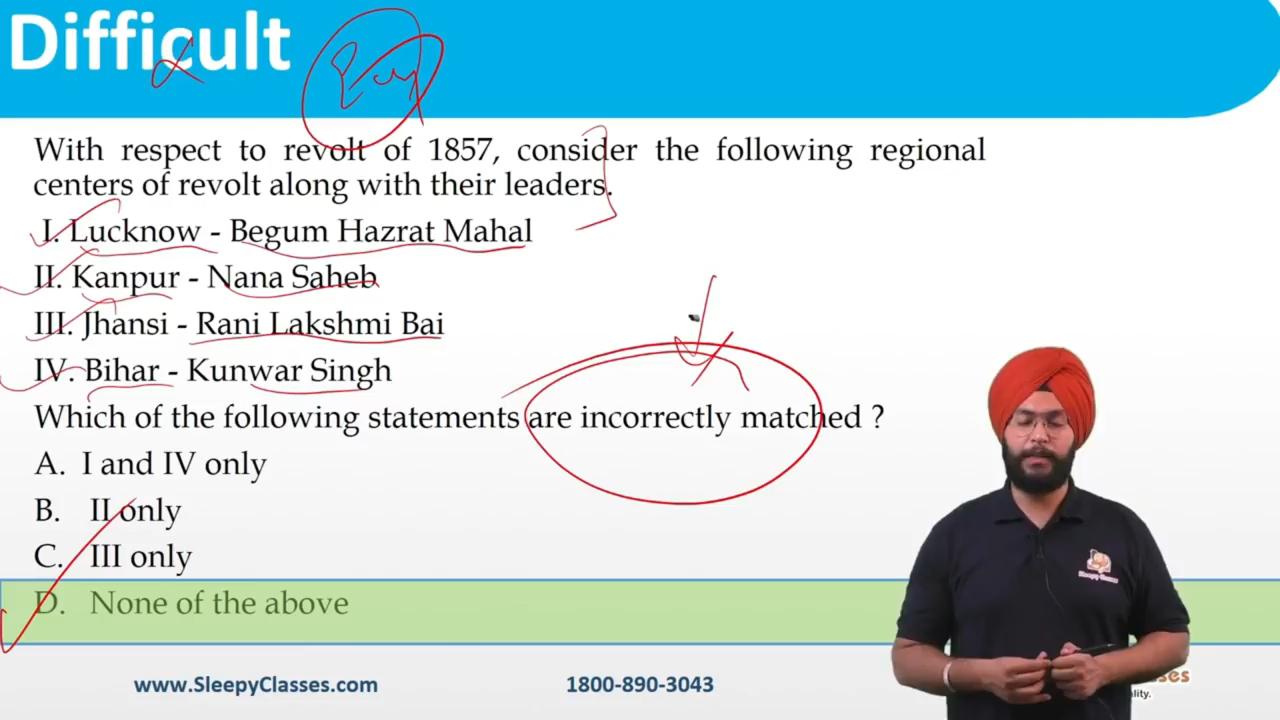 Difficult
Easy
With respect to revolt of 1857, consider the following regional
centers of revolt along with their leaders.
I. Lucknow - Begum Hazrat Mahal
II. Kanpur - Nana Saheb
III. Jhansi - Rani Lakshmi Bai
IV. Bihar - Kunwar Singh
Which of the following statements are incorrectly matched ?
A. I and IV only
B. II only
C. III only
D. None of the above
Sleepy Classes
www.SleepyClasses.com
1800-890-3043